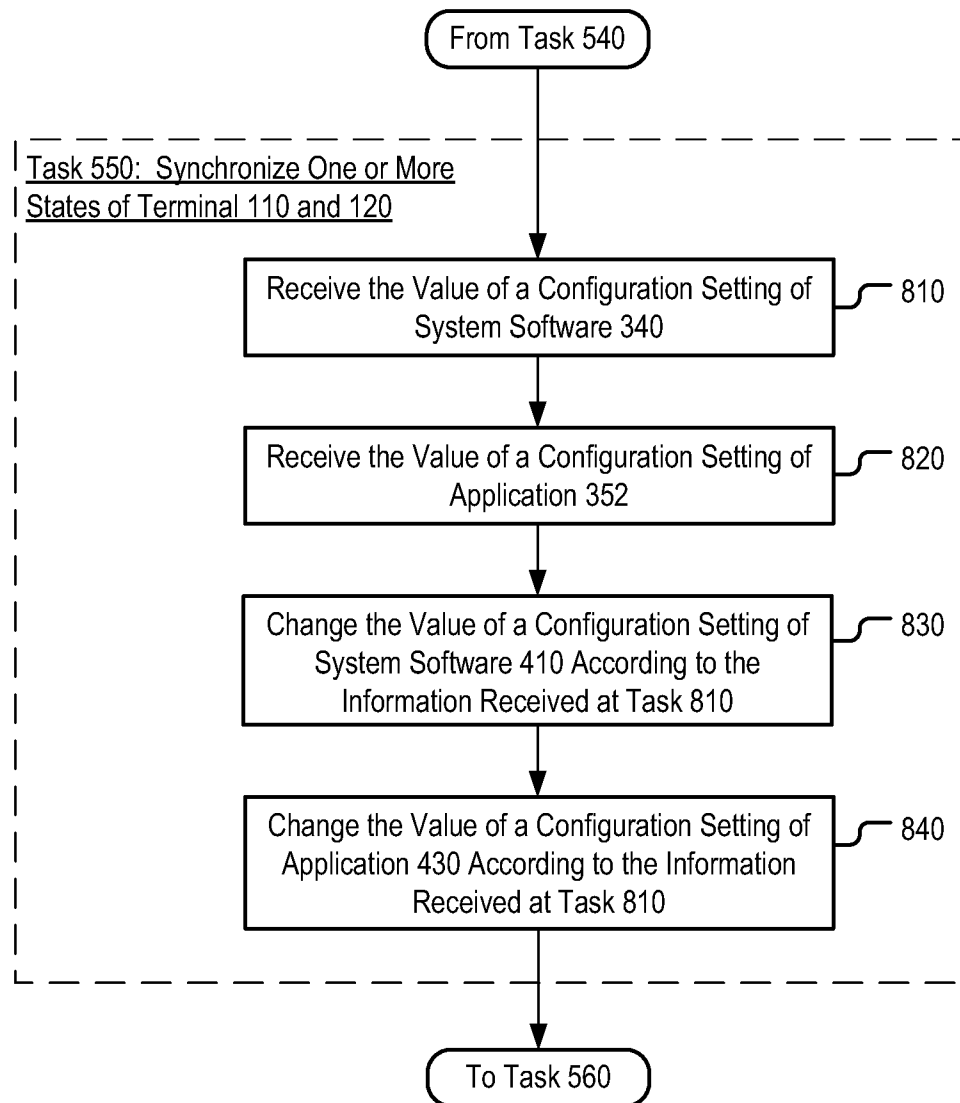 From Task 540
Task 550: Synchronize One or More
States of Terminal 110 and 120
Receive the Value of a Configuration Setting of
System Software 340
810
Receive the Value of a Configuration Setting of
Application 352
820
Change the Value of a Configuration Setting of
System Software 410 According to the
Information Received at Task 810
830
Change the Value of a Configuration Setting of
Application 430 According to the Information
Received at Task 810
840
To Task 560